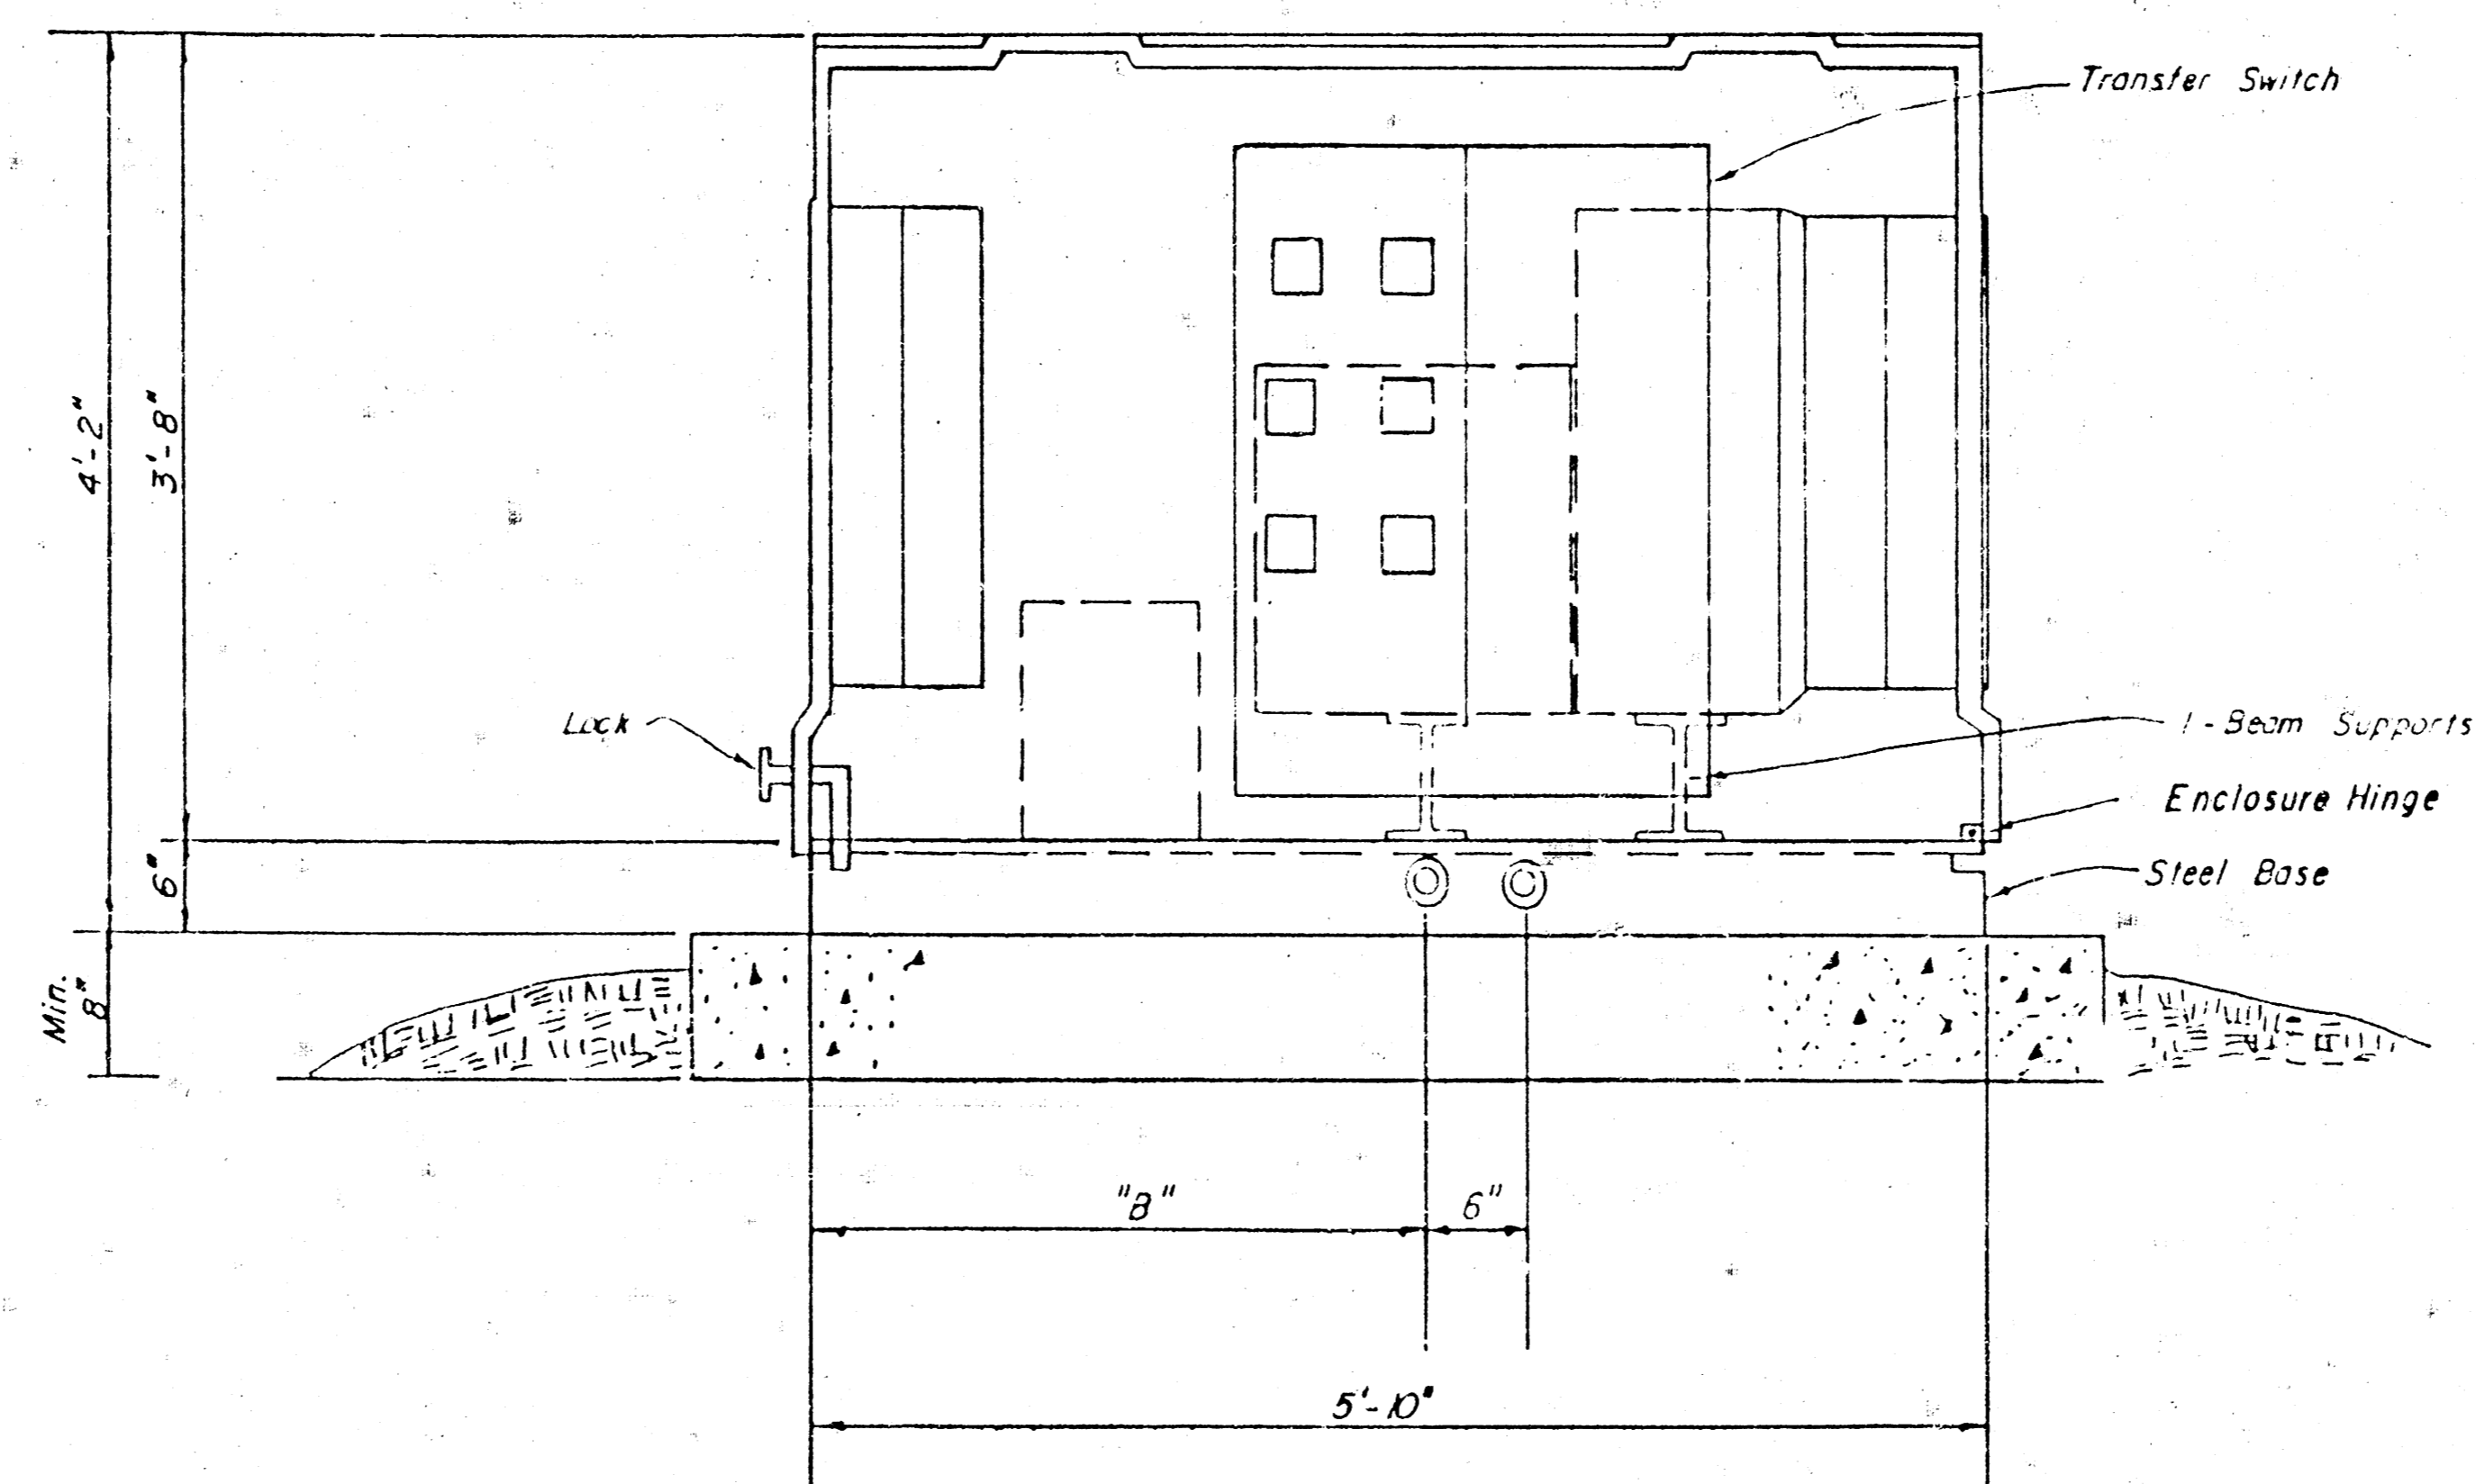 Transfer Switch
4'-2"
3'-8"
Lock
I-Beam Supports
Enclosure Hinge
6"
Steel Base
Min.
8"
"B"
6"
5'-10"